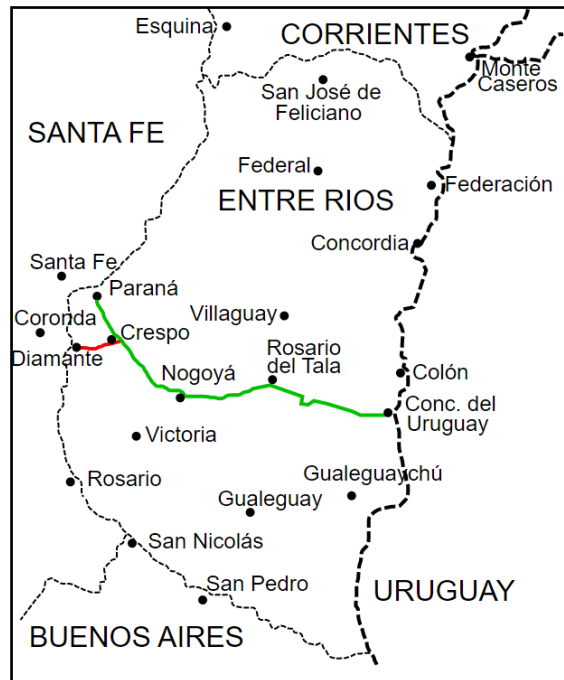 Esquina
CORRIENTES
Monte
Caseros
San José de
Feliciano
SANTA FE
Federal
Federación
ENTRE RIOS
Concordia
Santa Fe
Paraná
Coronda
Villaguay
Crespo
Diamante
Rosario
del Tala
Nogoyá
Colón
Conc. del
Uruguay
Victoria
Rosario
Gualeguaychú
Gualeguay
San Nicolás
San Pedro
URUGUAY
BUENOS AIRES